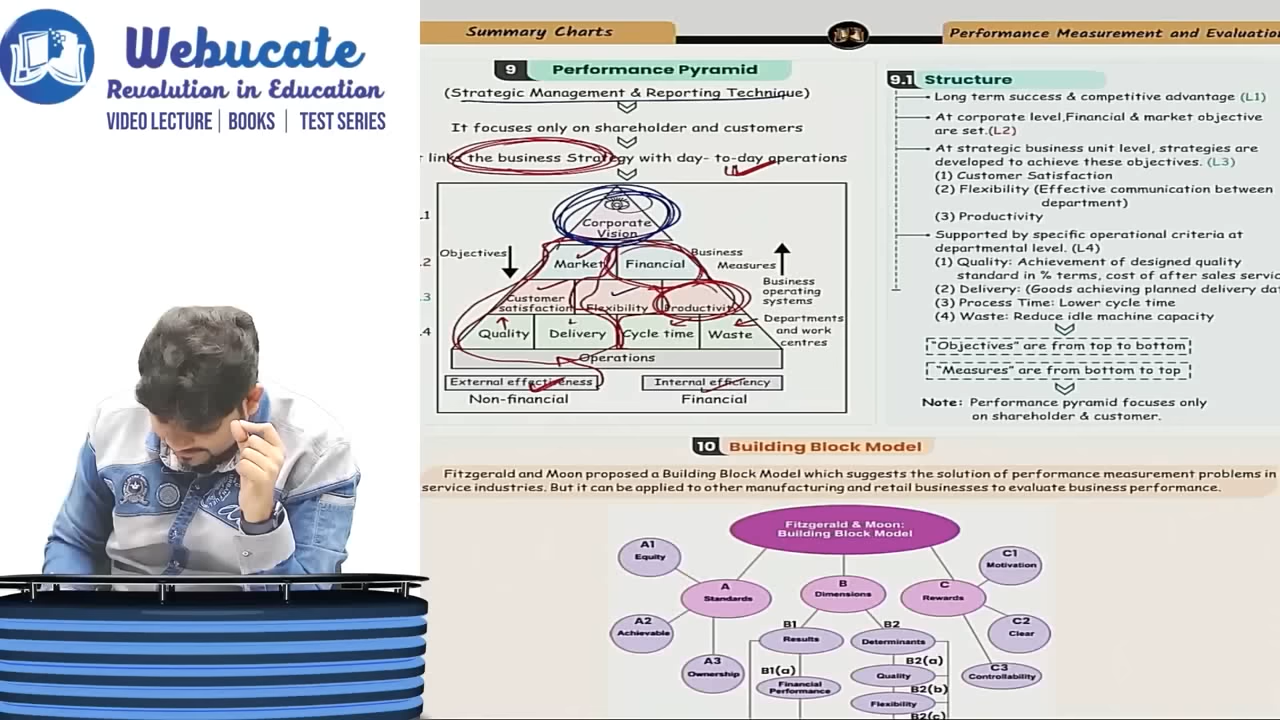 Webucate
Revolution in Education
VIDEO LECTURE | BOOKS | TEST SERIES
Summary Charts
Performance Measurement and Evaluation
9 Performance Pyramid
(Strategic Management & Reporting Technique)
It focuses only on shareholder and customers
links the business Strategy with day- to-day operations
L1
Corporate
Vision
Objectives
.2
Market
Financial
Business
Measures
.3
Customer
satisfaction
Flexibility
Productivity
Business
operating
systems
.4
Quality
Delivery
Cycle time
Waste
Departments
and work
centres
Operations
External effectiveness
Internal efficiency
Non-financial
Financial
9.1 Structure
Long term success & competitive advantage (L1)
At corporate level,Financial & market objective
are set.(L2)
At strategic business unit level, strategies are
developed to achieve these objectives. (L3)
(1) Customer Satisfaction
(2) Flexibility (Effective communication between
department)
(3) Productivity
Supported by specific operational criteria at
departmental level. (L4)
(1) Quality: Achievement of designed quality
standard in % terms, cost of after sales servic
(2) Delivery: (Goods achieving planned delivery dat
(3) Process Time: Lower cycle time
(4) Waste: Reduce idle machine capacity
"Objectives" are from top to bottom
"Measures" are from bottom to top
Note: Performance pyramid focuses only
on shareholder & customer.
10 Building Block Model
Fitzgerald and Moon proposed a Building Block Model which suggests the solution of performance measurement problems in
service industries. But it can be applied to other manufacturing and retail businesses to evaluate business performance.
Fitzgerald & Moon:
Building Block Model
A1
Equity
A
Standards
B
Dimensions
C
Rewards
C1
Motivation
A2
Achievable
A3
Ownership
B1
Results
B2
Determinants
C2
Clear
C3
Controllability
B1(a)
Financial
Performance
B2(a)
Quality
B2(b)
Flexibility
B2(c)